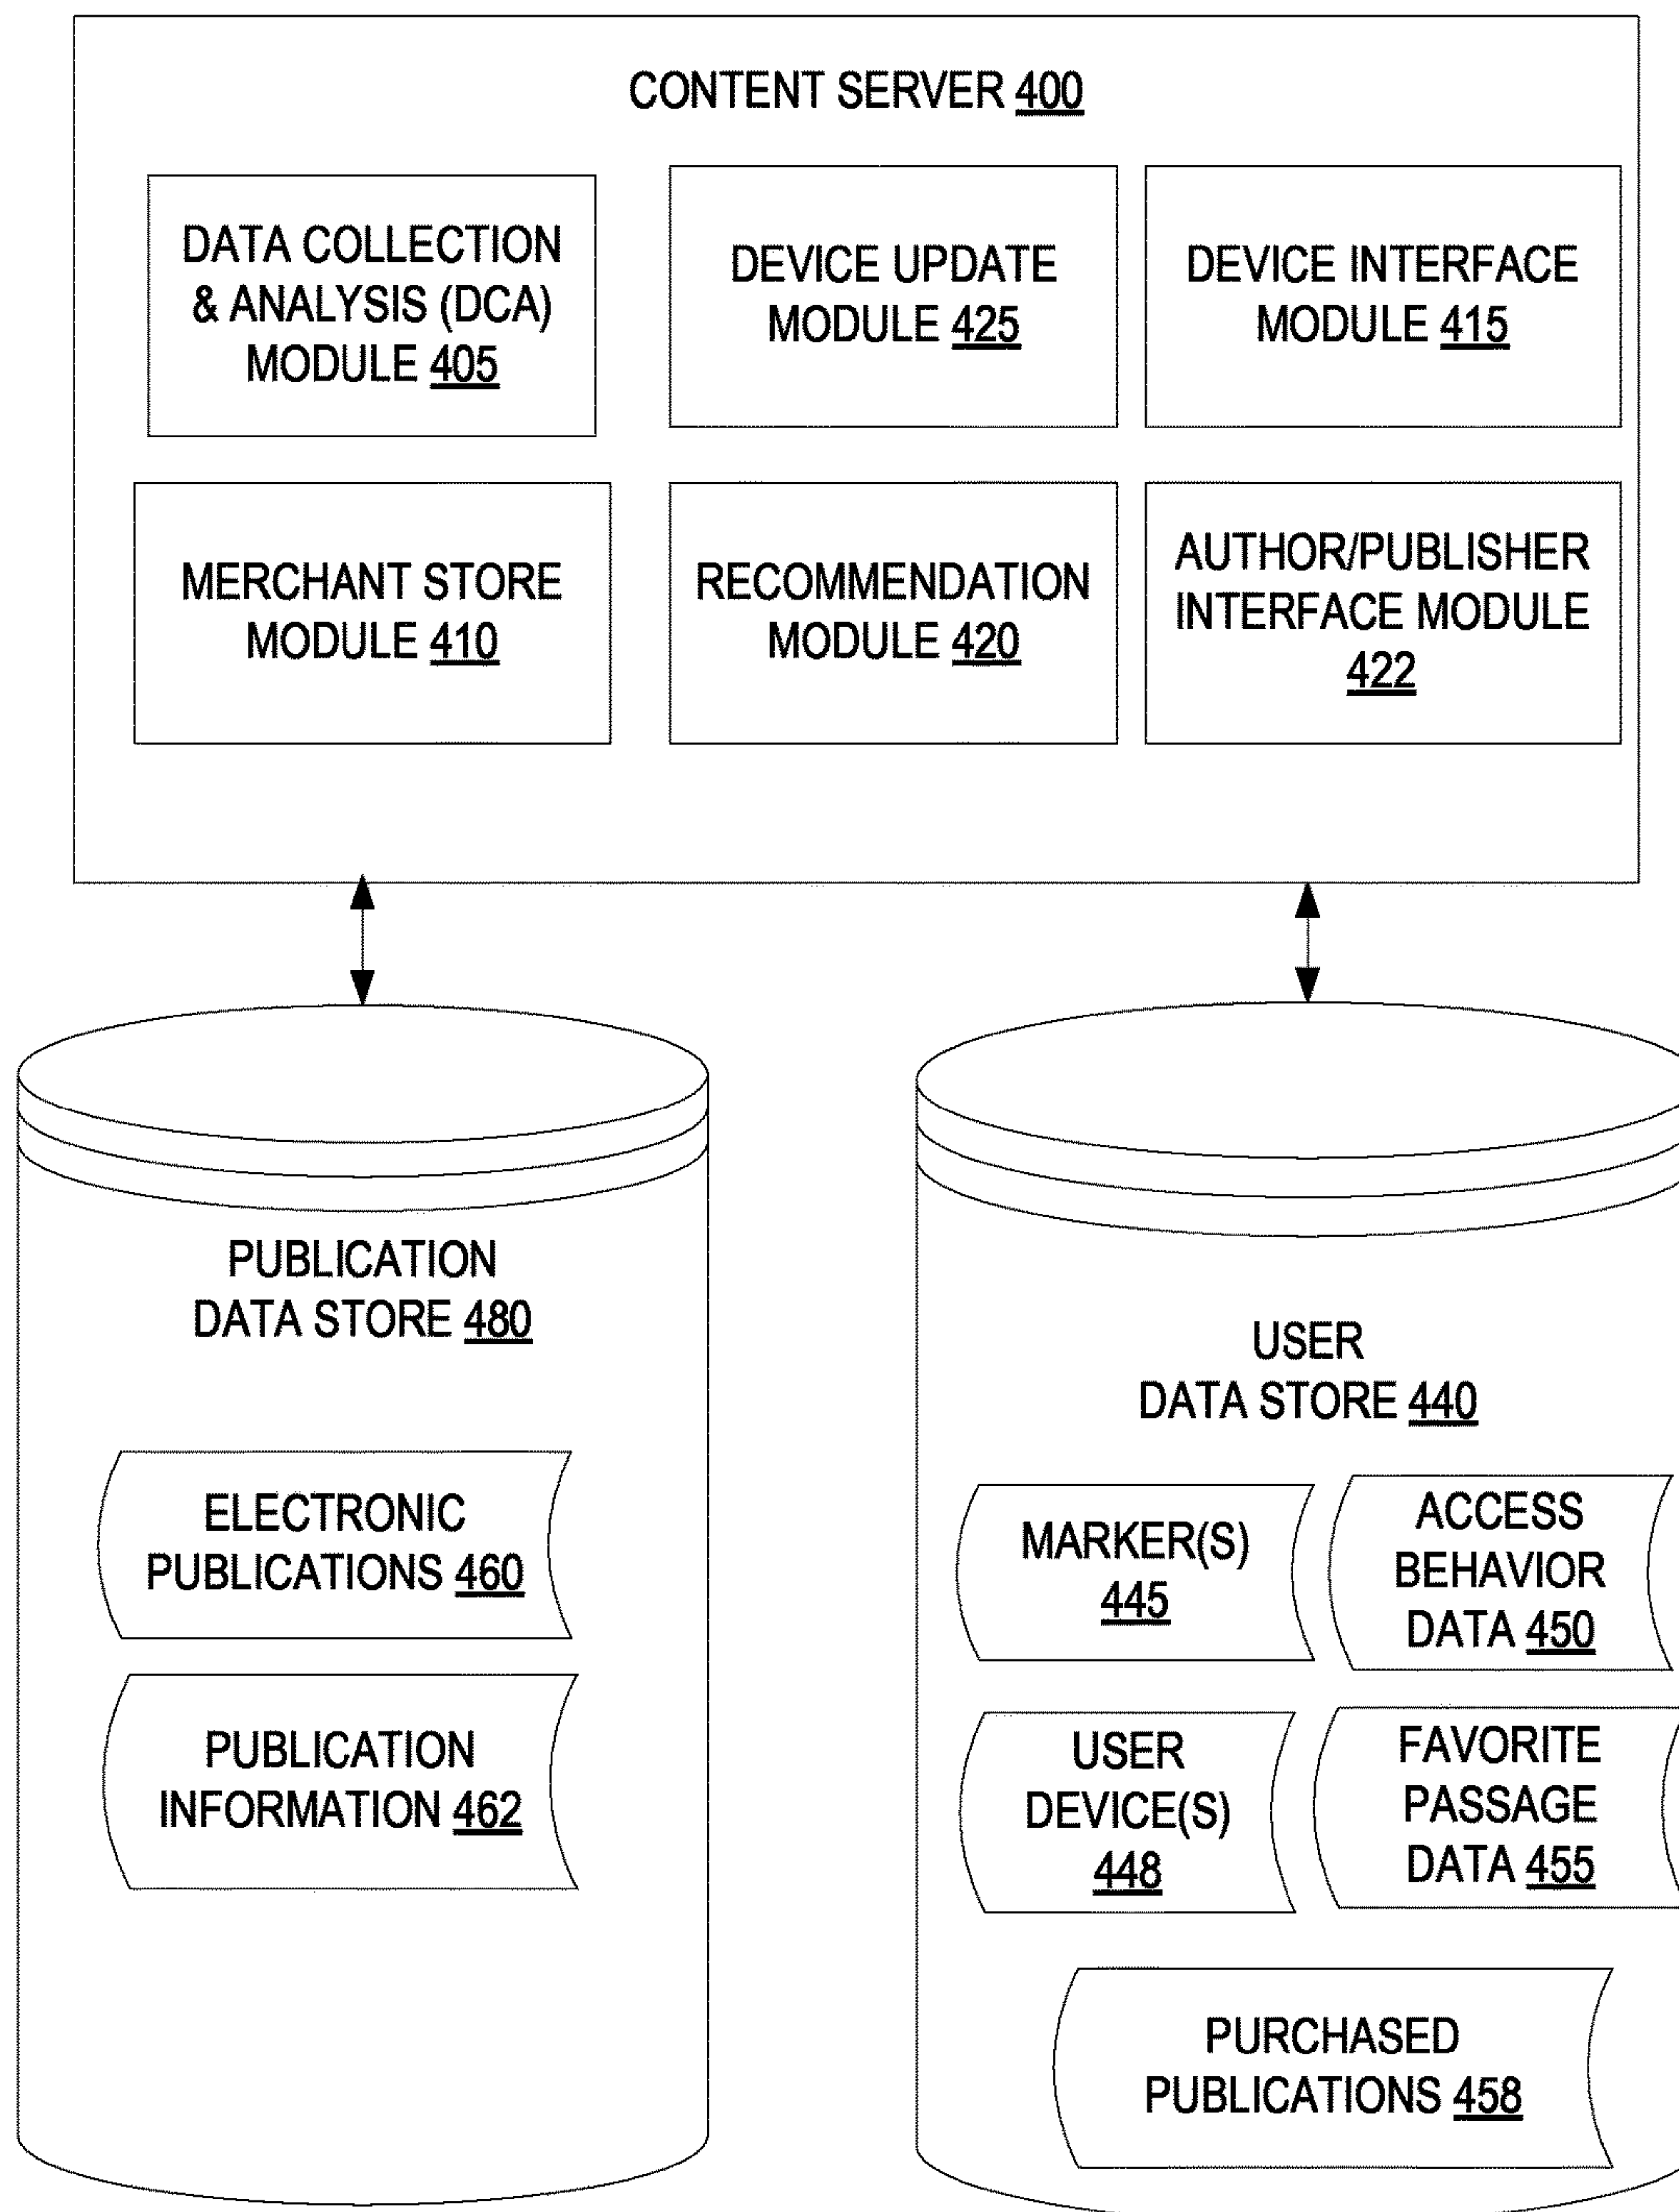 CONTENT SERVER 400
DATA COLLECTION
& ANALYSIS (DCA)
MODULE 405
DEVICE UPDATE
MODULE 425
DEVICE INTERFACE
MODULE 415
MERCHANT STORE
MODULE 410
RECOMMENDATION
MODULE 420
AUTHOR/PUBLISHER
INTERFACE MODULE
422
PUBLICATION
DATA STORE 480
ELECTRONIC
PUBLICATIONS 460
PUBLICATION
INFORMATION 462
USER
DATA STORE 440
MARKER(S)
445
ACCESS
BEHAVIOR
DATA 450
USER
DEVICE(S)
448
FAVORITE
PASSAGE
DATA 455
PURCHASED
PUBLICATIONS 458